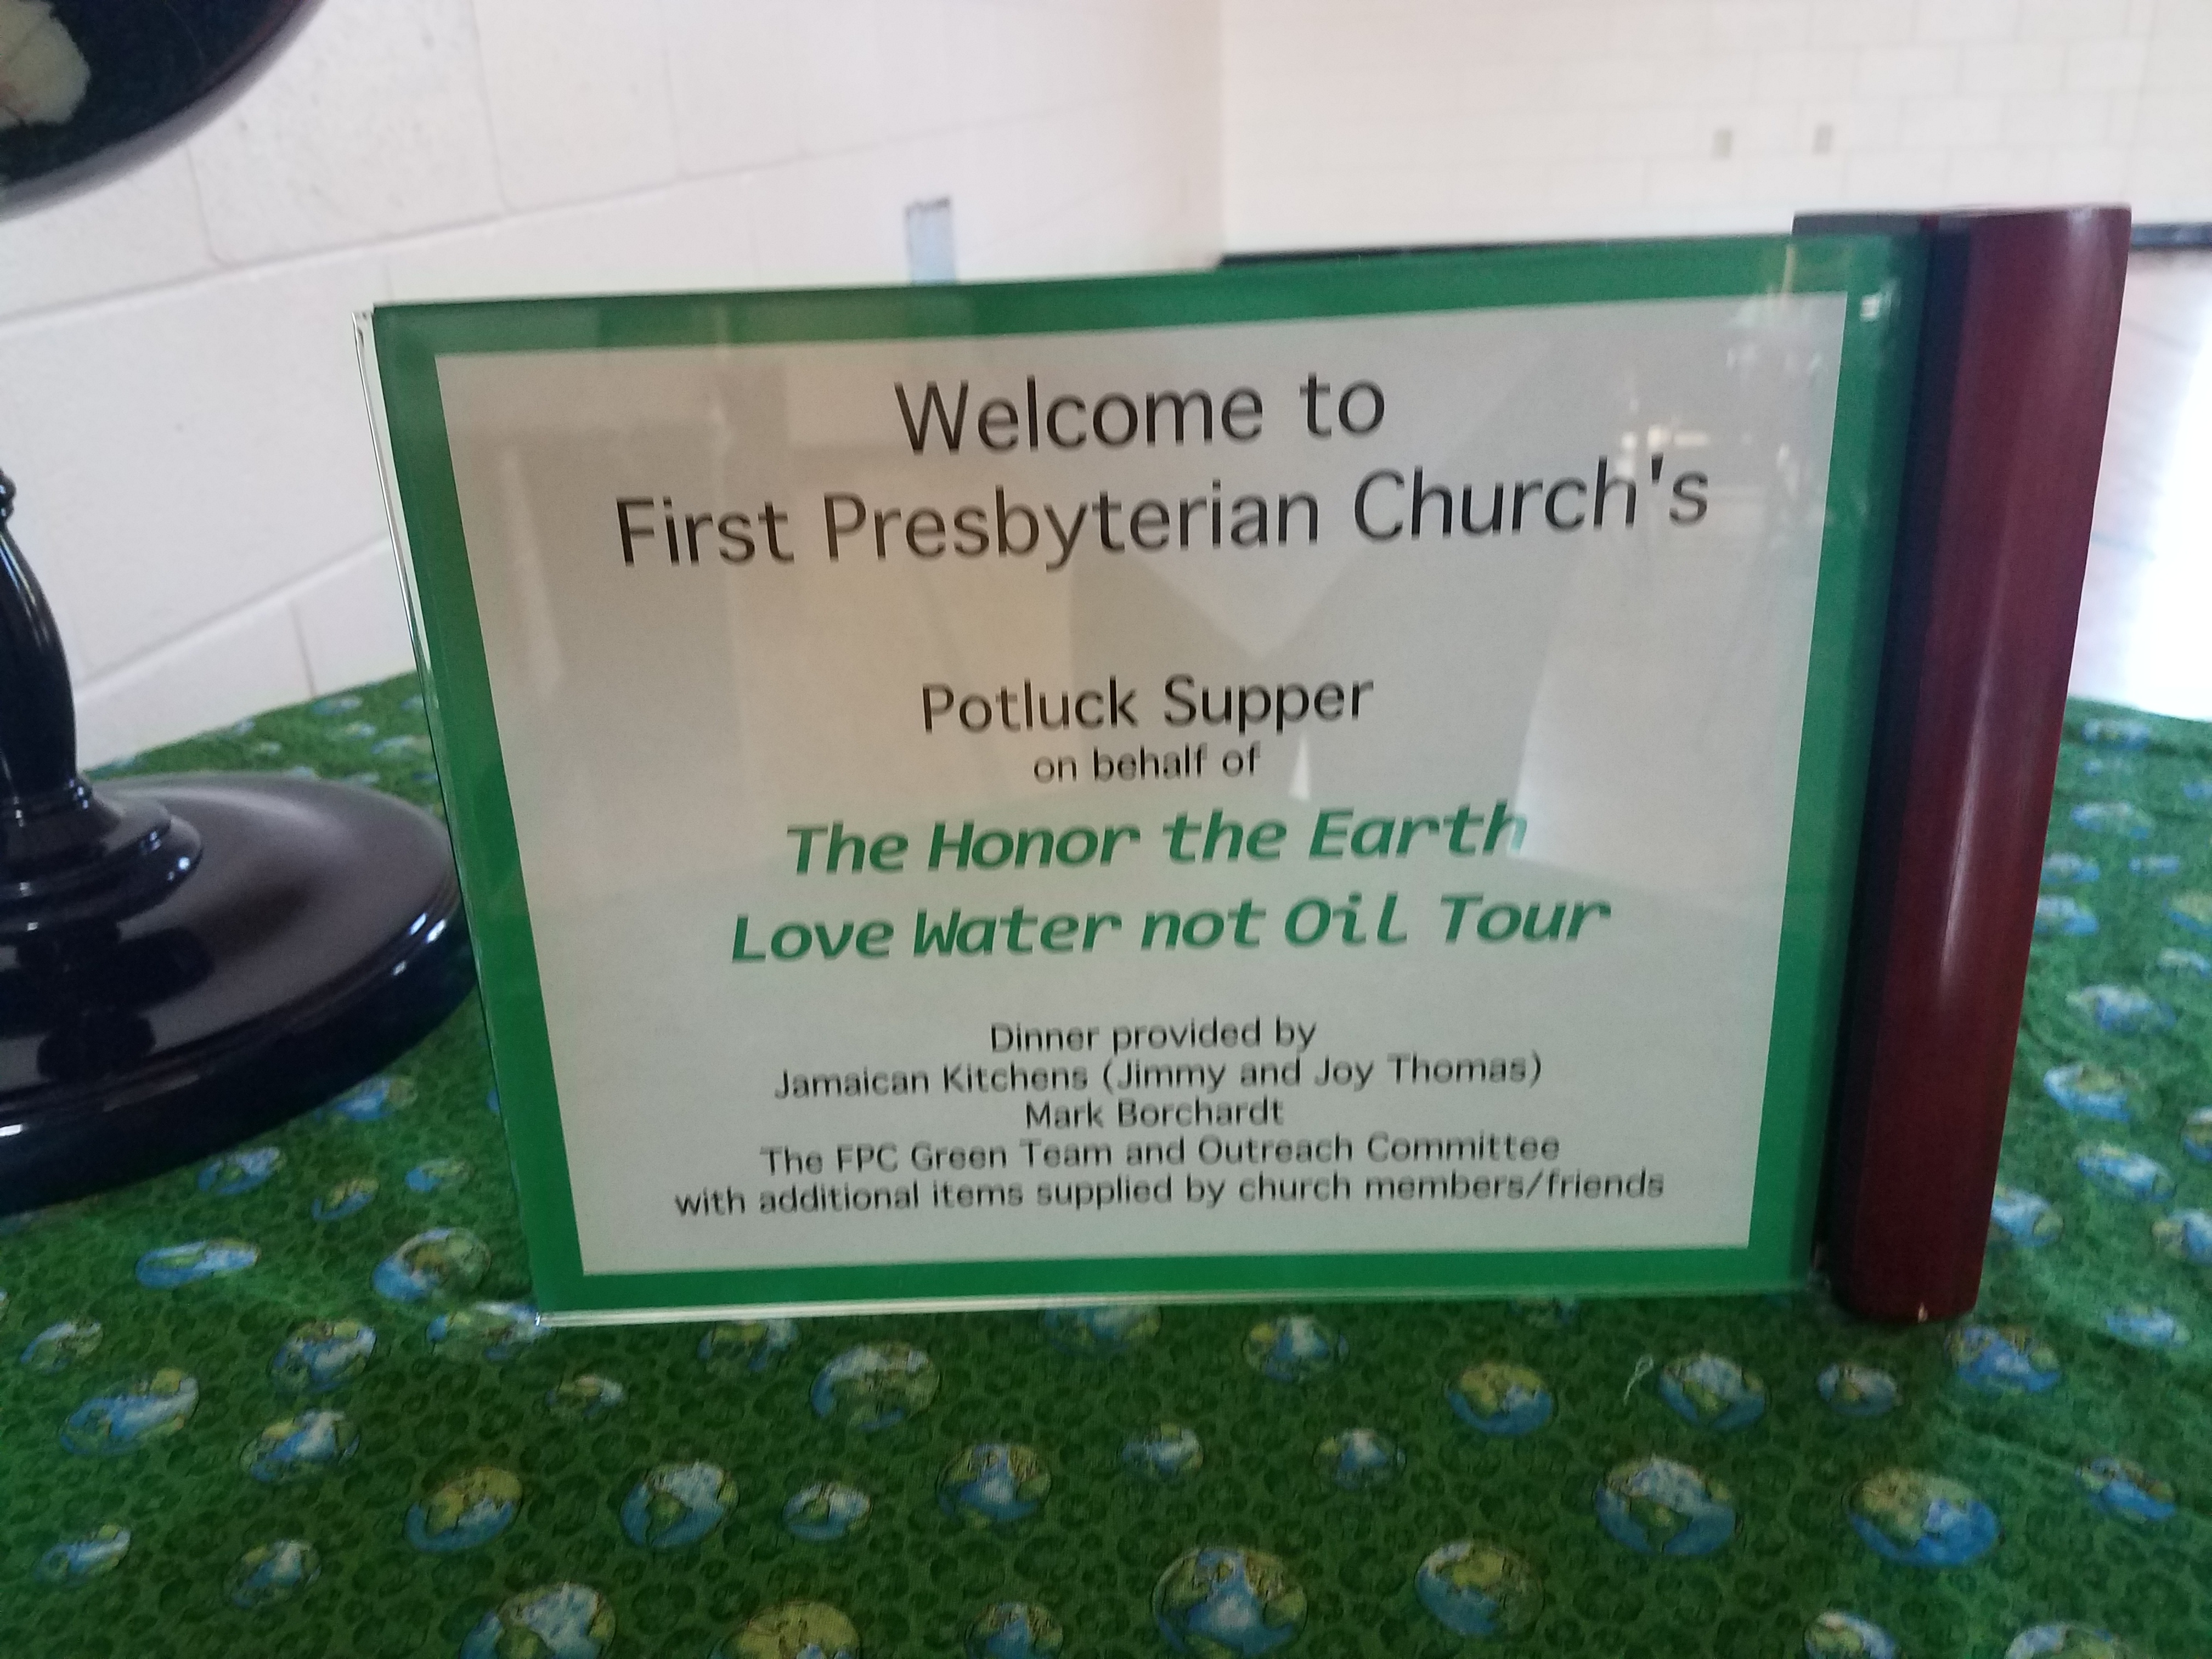 Welcome to
First Presbyterian Church's
Potluck Supper
on behalf of
The Honor the Earth
Love Water not Oil Tour
Dinner provided by
Jamaican Kitchens (Jimmy and Joy Thomas)
Mark Borchardt
The FPC Green Team and Outreach Committee
with additional items supplied by church members/friends